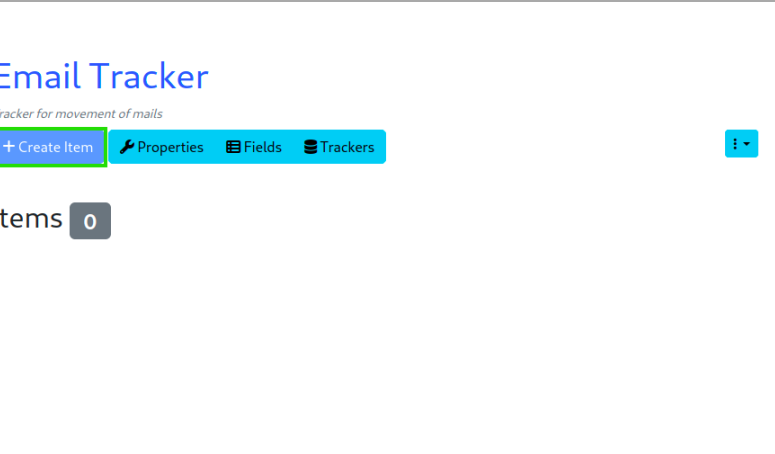 Email Tracker
racker for movement of mails
+ Create Item Properties Fields Trackers
tems 0